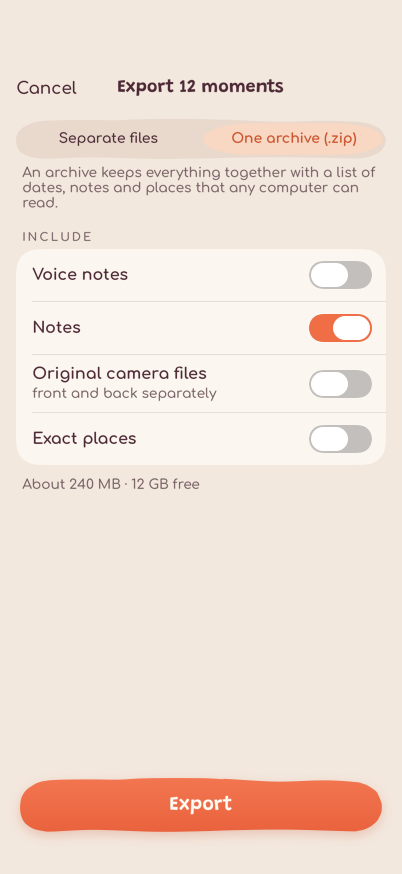 Cancel
Export 12 moments
Separate files
One archive (.zip)
An archive keeps everything together with a list of
dates, notes and places that any computer can
read.
INCLUDE
Voice notes
Notes
Original camera files
front and back separately
Exact places
About 240 MB · 12 GB free
Export